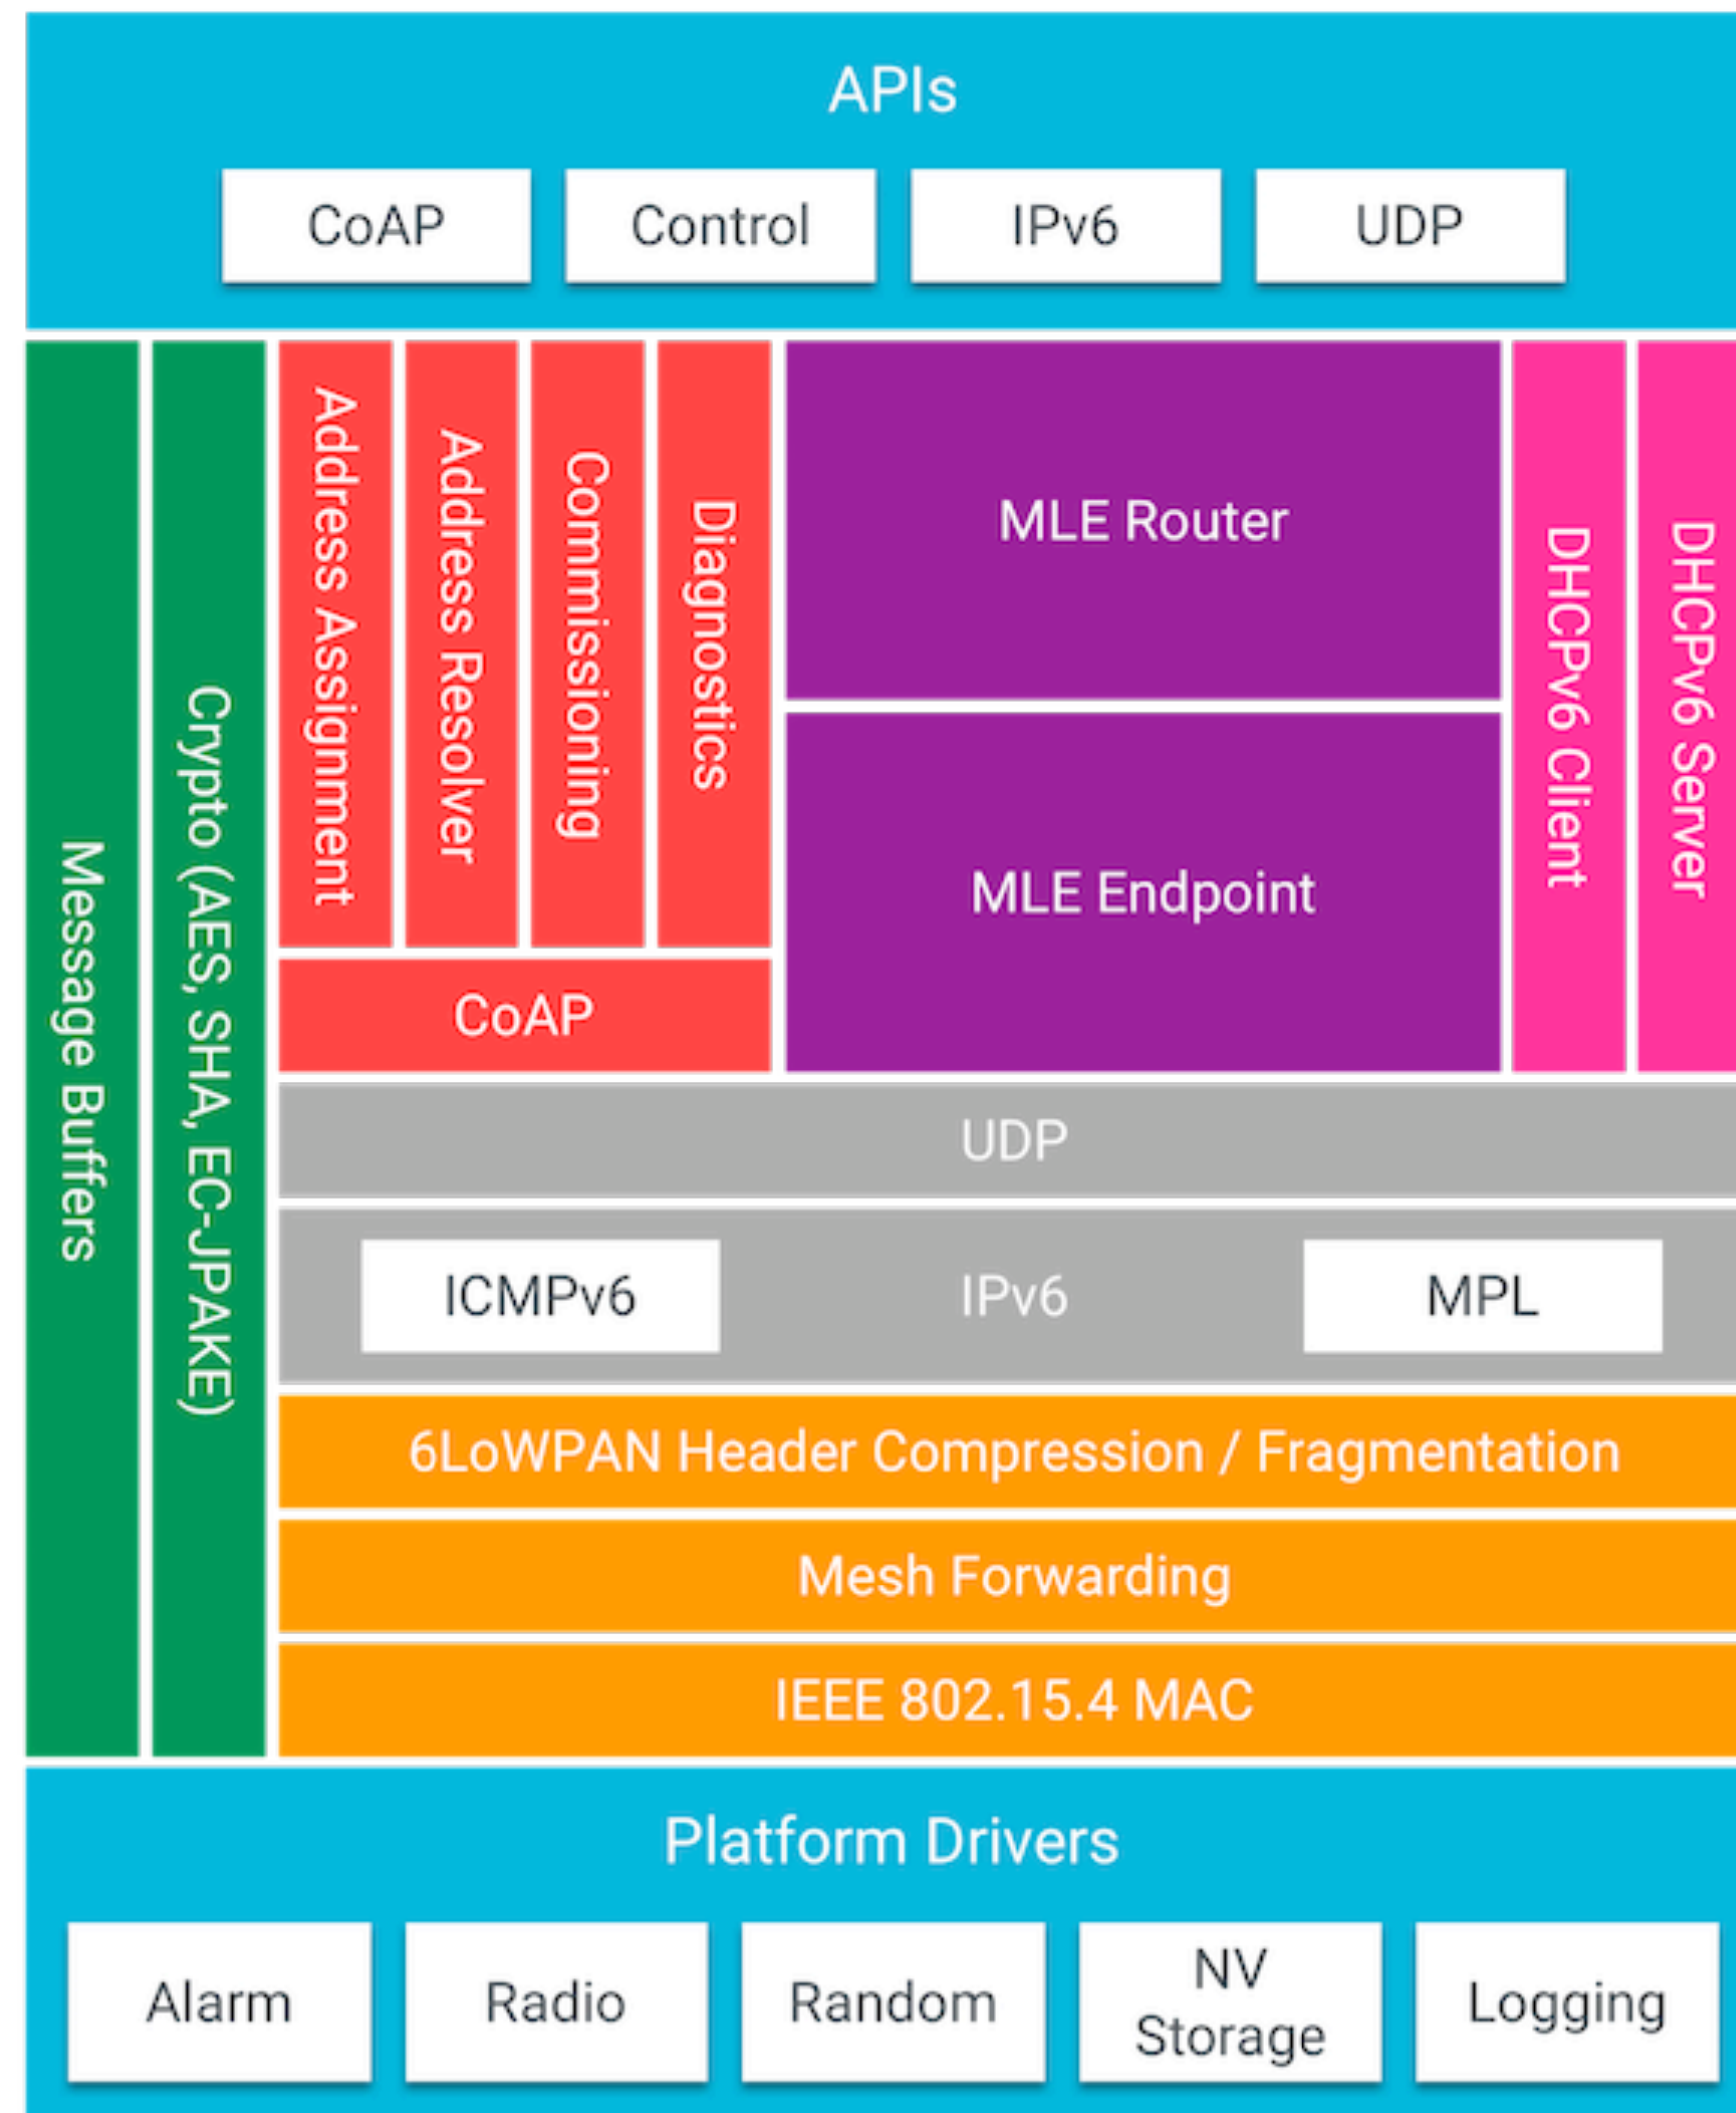 APIs
CoAP
Control
IPv6
UDP
Message Buffers
Crypto (AES, SHA, EC-JPAKE)
Address Assignment
Address Resolver
Commissioning
Diagnostics
CoAP
MLE Router
MLE Endpoint
DHCPv6 Client
DHCPv6 Server
UDP
ICMPv6
IPv6
MPL
6LoWPAN Header Compression / Fragmentation
Mesh Forwarding
IEEE 802.15.4 MAC
Platform Drivers
Alarm
Radio
Random
NV
Storage
Logging